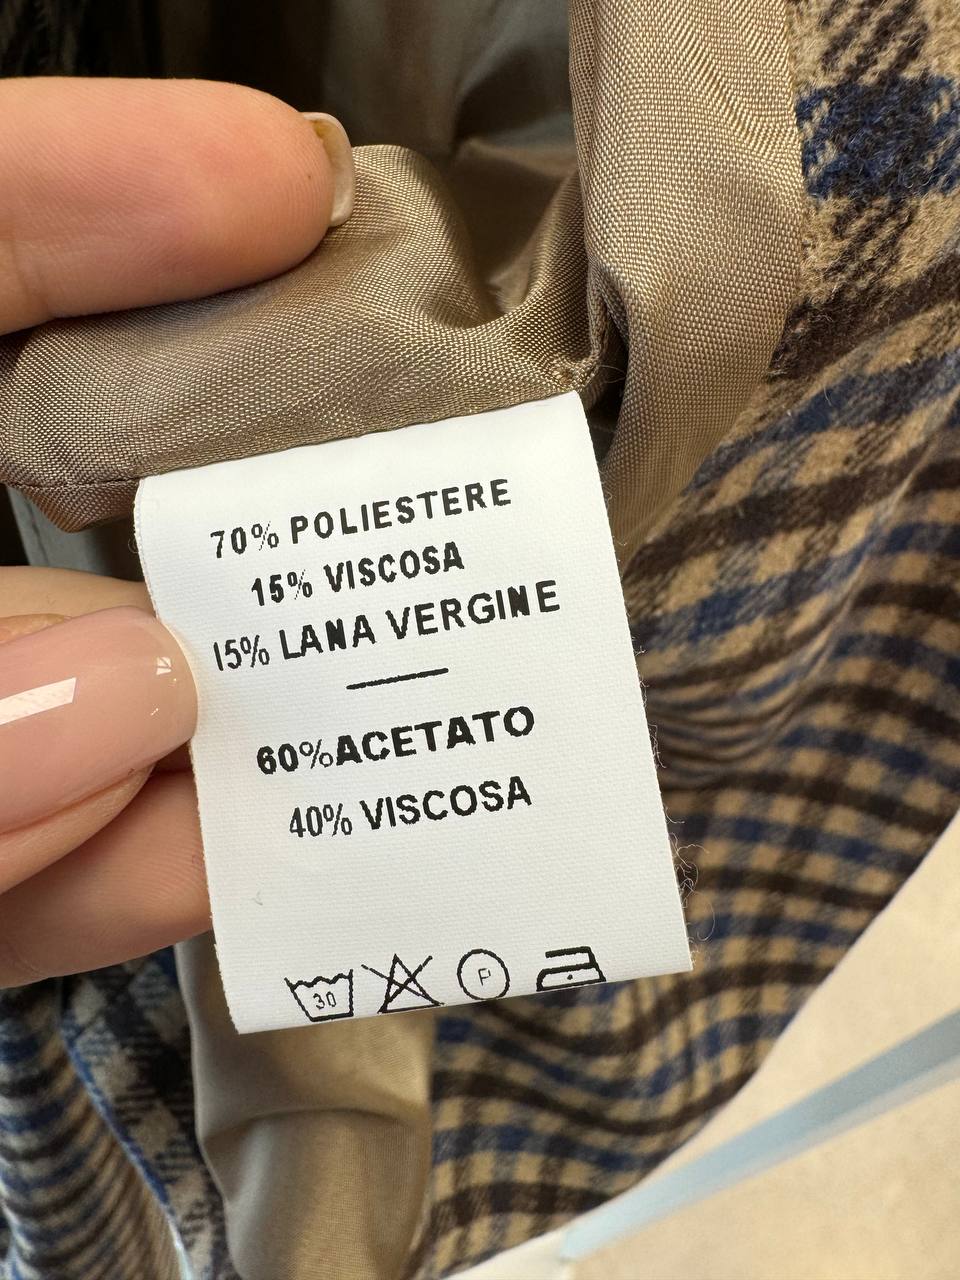 70% POLIESTERE
15% VISCOSA
15% LANA VERGINE
60%ACETATO
40% VISCOSA
30 P